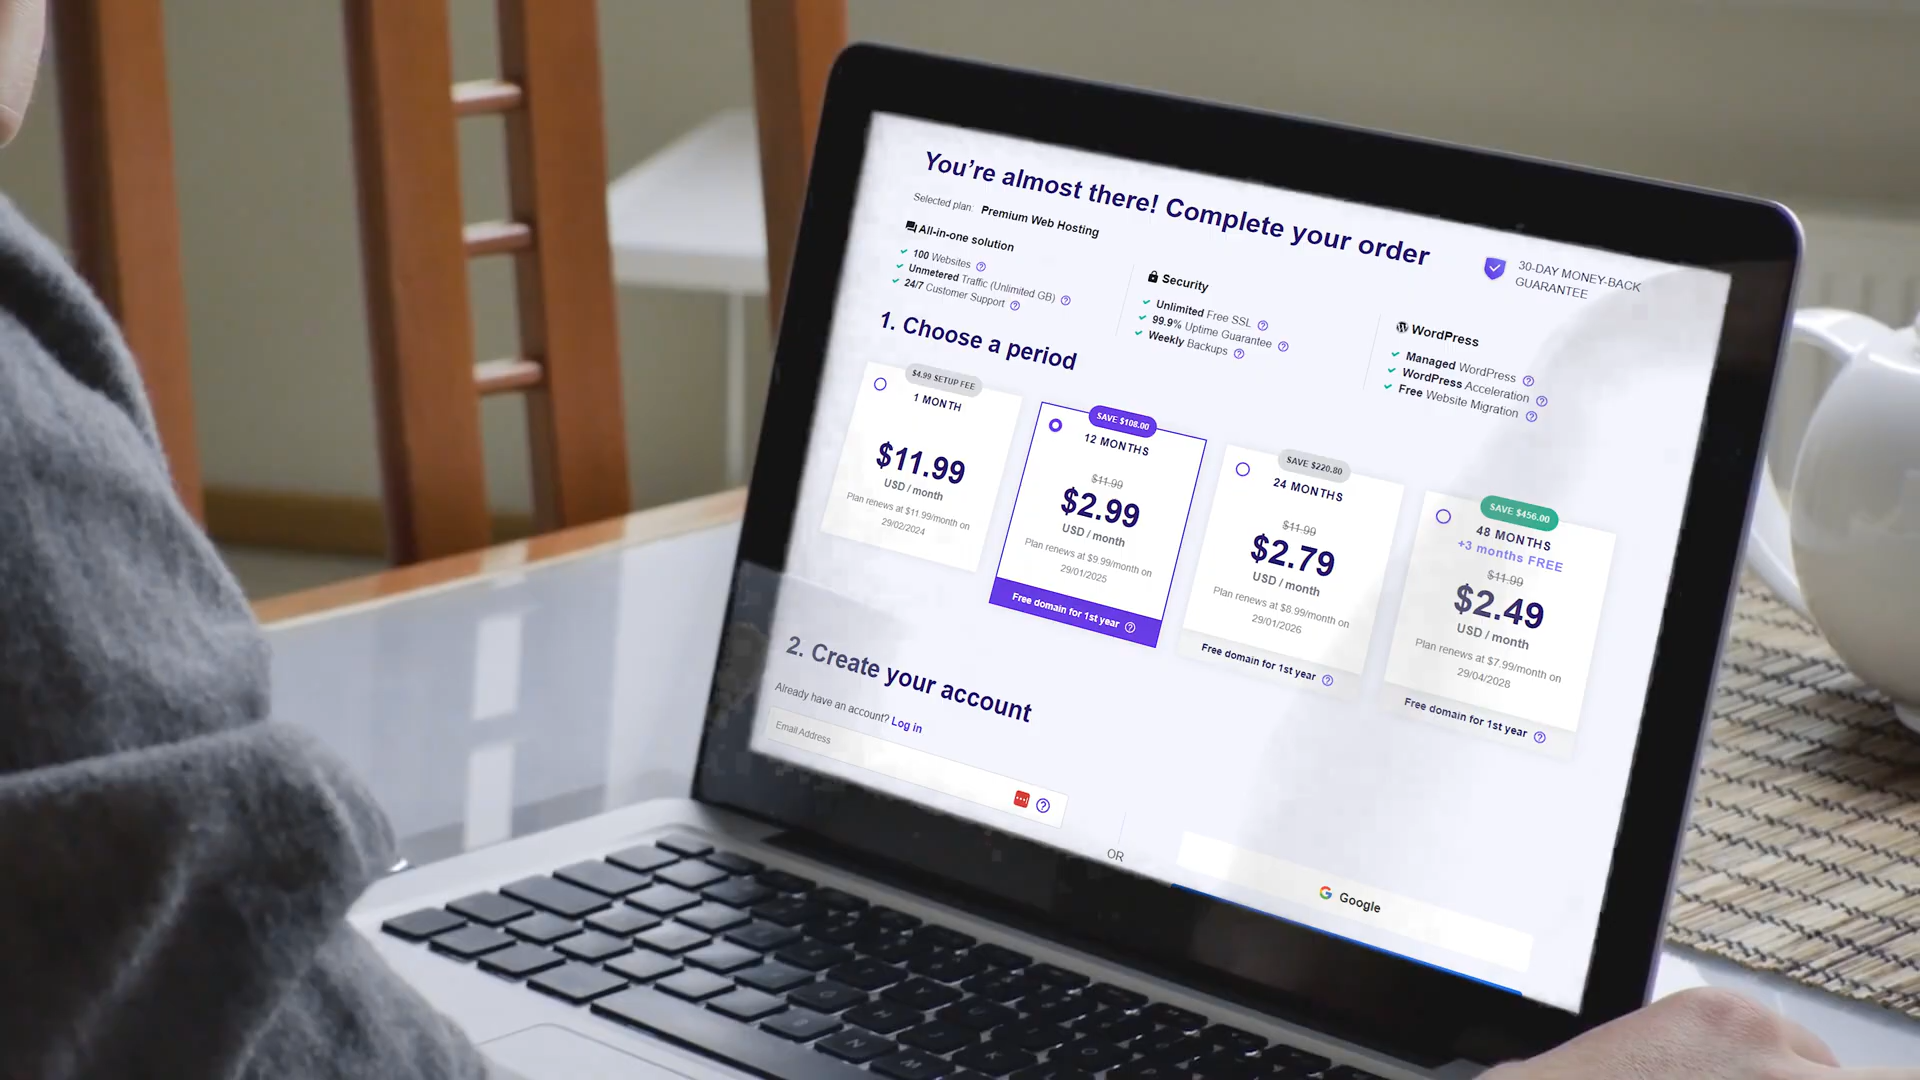 You're almost there! Complete your order
Selected plan: Premium Web Hosting
30-DAY MONEY-BACK
GUARANTEE
All-in-one solution
100 Websites
Unmetered Traffic (Unlimited GB)
24/7 Customer Support
Security
Unlimited Free SSL
99.9% Uptime Guarantee
Weekly Backups
WordPress
Managed WordPress
WordPress Acceleration
Free Website Migration
1. Choose a period
$4.99 SETUP FEE
1 MONTH
$11.99
USD / month
Plan renews at $11.99/month on
29/02/2024
SAVE $108.00
12 MONTHS
$11.99
$2.99
USD / month
Plan renews at $9.99/month on
29/01/2025
Free domain for 1st year
SAVE $220.80
24 MONTHS
$11.99
$2.79
USD / month
Plan renews at $8.99/month on
29/01/2026
Free domain for 1st year
SAVE $456.00
48 MONTHS
+3 months FREE
$11.99
$2.49
USD / month
Plan renews at $7.99/month on
29/04/2028
Free domain for 1st year
2. Create your account
Already have an account? Log in
Email Address
OR
Google